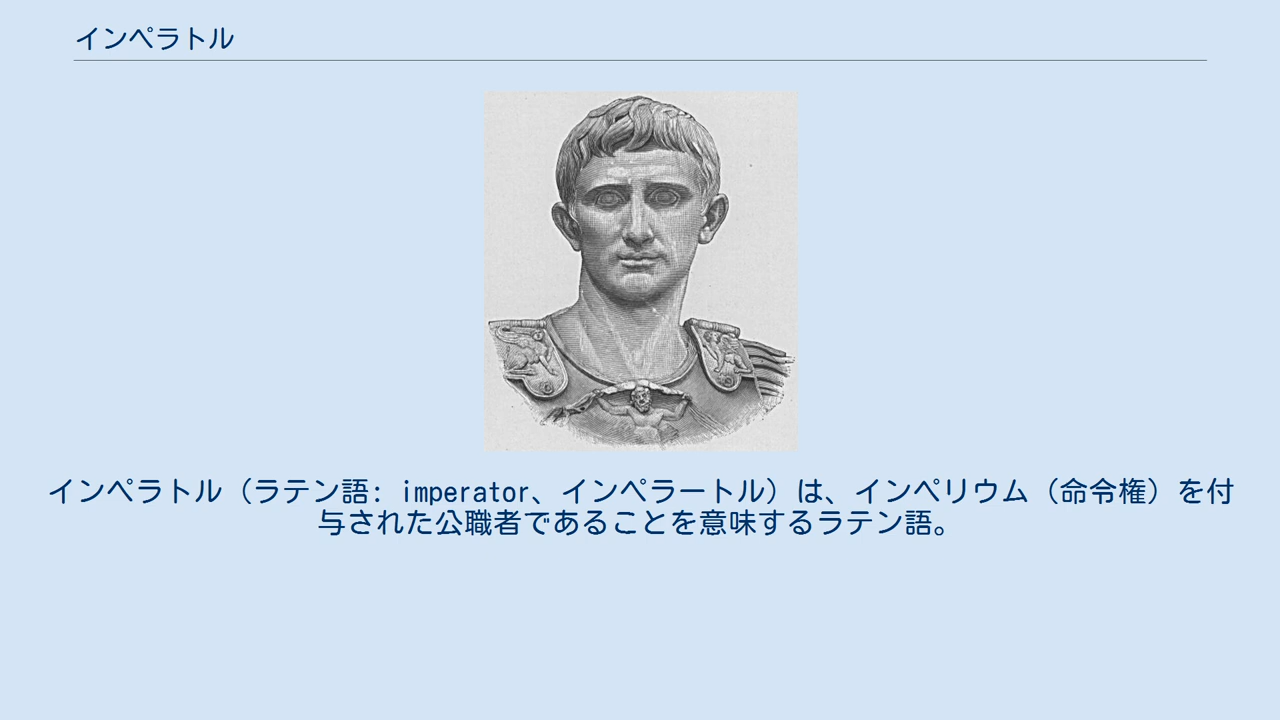 インペラトル
インペラトル（ラテン語: imperator、インペラートル）は、インペリウム（命令権）を付
与された公職者であることを意味するラテン語。